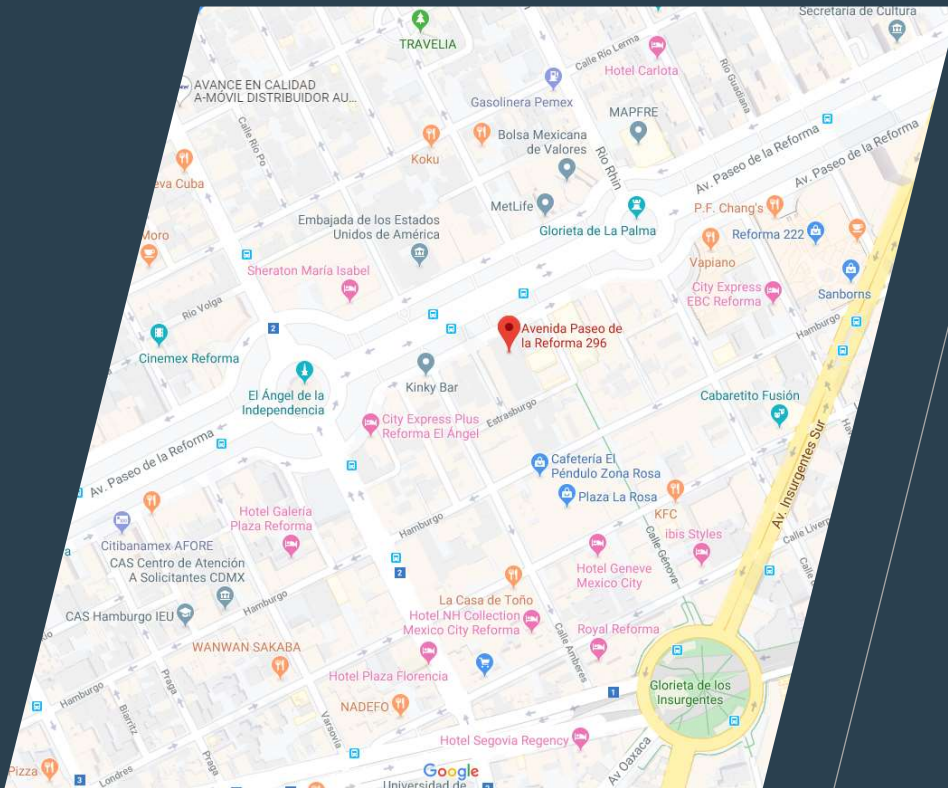 Secretaría de Cultura
TRAVELIA
Calle Río Lerma
Hotel Carlota
Río Guadiana
AVANCE EN CALIDAD
A-MÓVIL DISTRIBUIDOR AU...
Gasolinera Pemex
MAPFRE
Calle Río Po
Bolsa Mexicana
de Valores
Koku
Río Rhin
Av. Paseo de la Reforma
Av. Paseo de la Reforma
eva Cuba
MetLife
P.F. Chang's
Embajada de los Estados
Unidos de América
Glorieta de La Palma
Reforma 222
Moro
Vapiano
Sheraton María Isabel
City Express
EBC Reforma
Sanborns
Río Volga
2
Avenida Paseo de
la Reforma 296
Hamburgo
Cinemex Reforma
Kinky Bar
El Ángel de la
Independencia
Cabaretito Fusión
City Express Plus
Reforma El Ángel
Estrasburgo
Av. Paseo de la Reforma
Av. Insurgentes Sur
Cafetería El
Péndulo Zona Rosa
Plaza La Rosa
KFC
Hotel Galería
Plaza Reforma
Hamburgo
Calle Génova
ibis Styles
Calle Liverp
Citibanamex AFORE
CAS Centro de Atención
A Solicitantes CDMX
2
Hotel Geneve
Mexico City
Calle
La Casa de Toño
Hamburgo
CAS Hamburgo IEU
Hotel NH Collection
Mexico City Reforma
Calle Amberes
Royal Reforma
WANWAN SAKABA
Hotel Plaza Florencia
Hamburgo
Praga
1
Glorieta de los
Insurgentes
Biarritz
NADEFO
Varsovia
Hotel Segovia Regency
Pizza
3
Londres
Praga
Google
Av Oaxaca
Universidad de
2